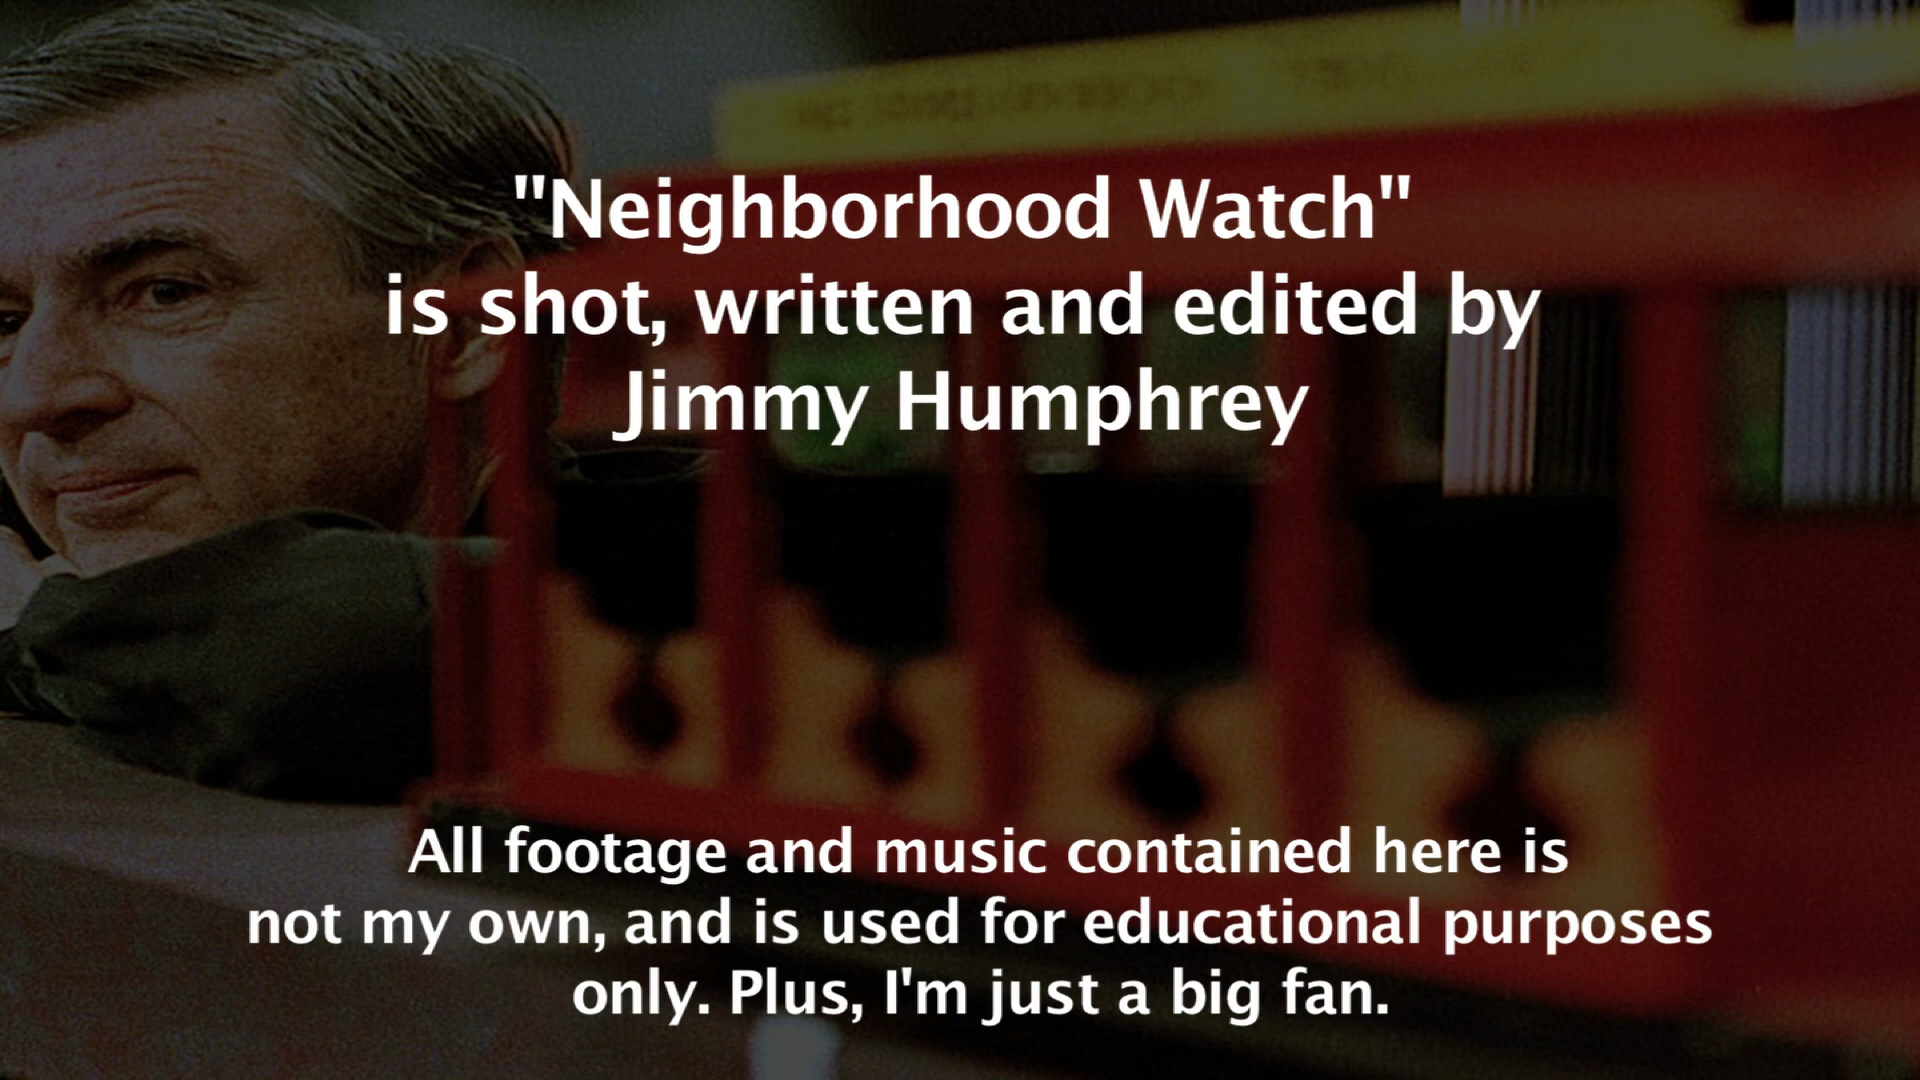 "Neighborhood Watch"
is shot, written and edited by
Jimmy Humphrey
All footage and music contained here is
not my own, and is used for educational purposes
only. Plus, I'm just a big fan.